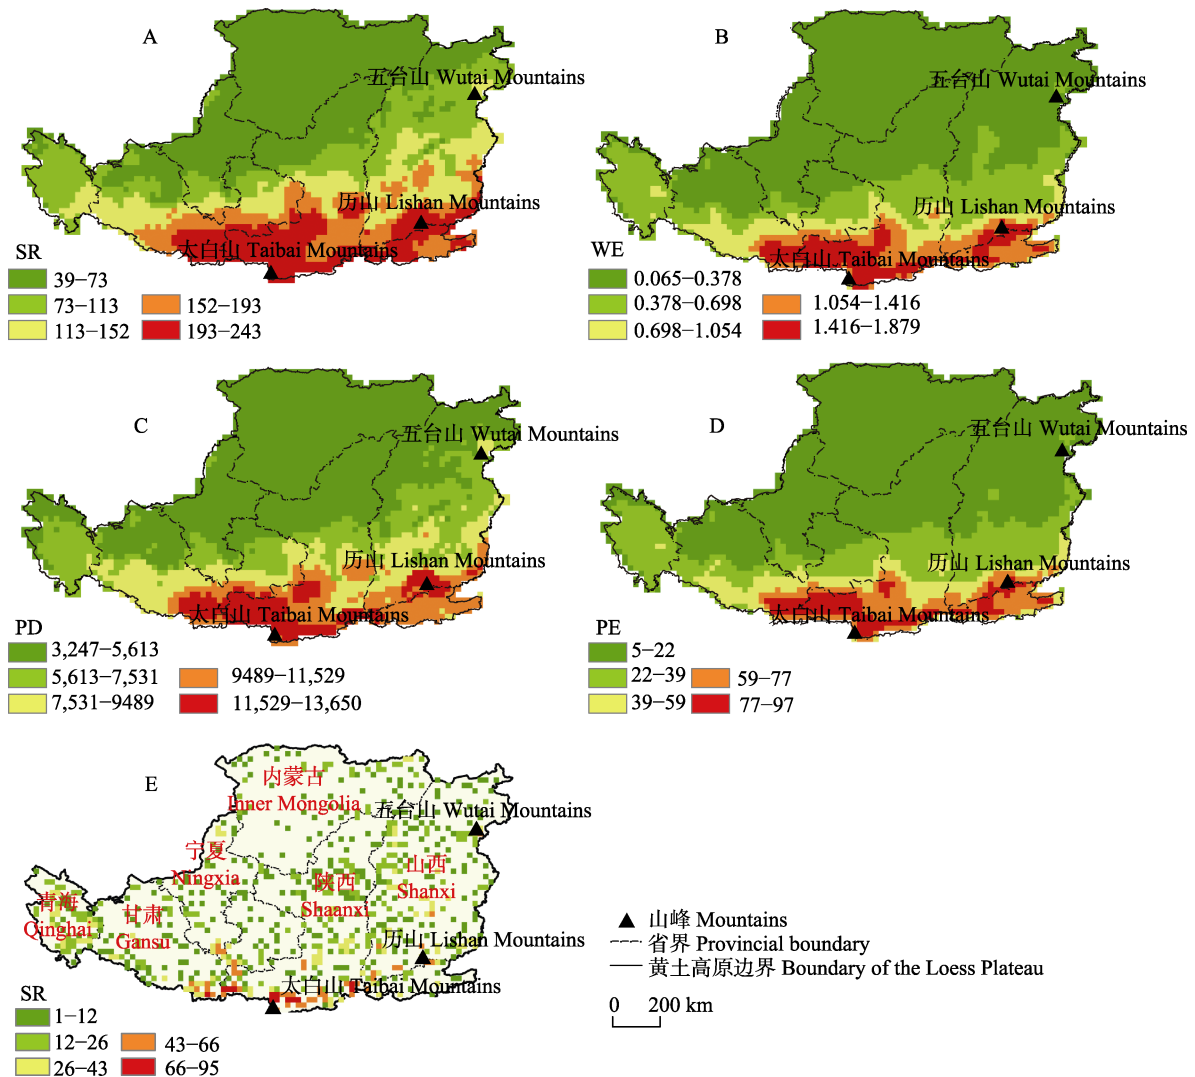 A
五台山 Wutai Mountains
历山 Lishan Mountains
太白山 Taibai Mountains
SR
39−73
73−113
152−193
113−152
193−243
B
五台山 Wutai Mountains
历山 Lishan Mountains
太白山 Taibai Mountains
WE
0.065−0.378
0.378−0.698
1.054−1.416
0.698−1.054
1.416−1.879
C
五台山 Wutai Mountains
历山 Lishan Mountains
太白山 Taibai Mountains
PD
3,247−5,613
5,613−7,531
9489−11,529
7,531−9489
11,529−13,650
D
五台山 Wutai Mountains
历山 Lishan Mountains
太白山 Taibai Mountains
PE
5−22
22−39
59−77
39−59
77−97
E
内蒙古
Inner Mongolia
五台山 Wutai Mountains
宁夏
Ningxia
山西
Shanxi
陕西
Shaanxi
青海
Qinghai
甘肃
Gansu
历山 Lishan Mountains
太白山 Taibai Mountains
SR
1−12
12−26
43−66
26−43
66−95
山峰 Mountains
省界 Provincial boundary
黄土高原边界 Boundary of the Loess Plateau
0 200 km